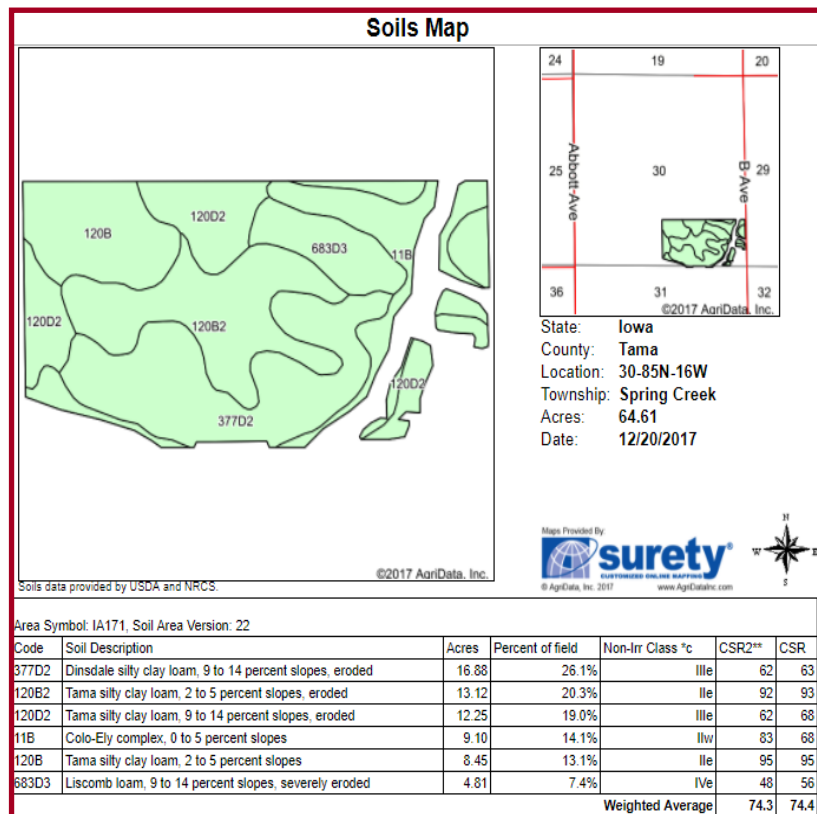 Soils Map
120B
120D2
683D3
11B
120D2
120B2
120D2
377D2
©2017 AgriData, Inc.
Soils data provided by USDA and NRCS.
24 19 20
Abbott Ave
25 30 B Ave 29
36 31 32
©2017 AgriData, Inc.
State: Iowa
County: Tama
Location: 30-85N-16W
Township: Spring Creek
Acres: 64.61
Date: 12/20/2017
Maps Provided By:
surety®
CUSTOMIZED ONLINE MAPPING
© AgriData, Inc. 2017 www.AgriDataInc.com
N
W E
S
Area Symbol: IA171, Soil Area Version: 22
Code Soil Description Acres Percent of field Non-Irr Class *c CSR2** CSR
377D2 Dinsdale silty clay loam, 9 to 14 percent slopes, eroded 16.88 26.1% IIIe 62 63
120B2 Tama silty clay loam, 2 to 5 percent slopes, eroded 13.12 20.3% IIe 92 93
120D2 Tama silty clay loam, 9 to 14 percent slopes, eroded 12.25 19.0% IIIe 62 68
11B Colo-Ely complex, 0 to 5 percent slopes 9.10 14.1% IIw 83 68
120B Tama silty clay loam, 2 to 5 percent slopes 8.45 13.1% IIe 95 95
683D3 Liscomb loam, 9 to 14 percent slopes, severely eroded 4.81 7.4% IVe 48 56
Weighted Average 74.3 74.4